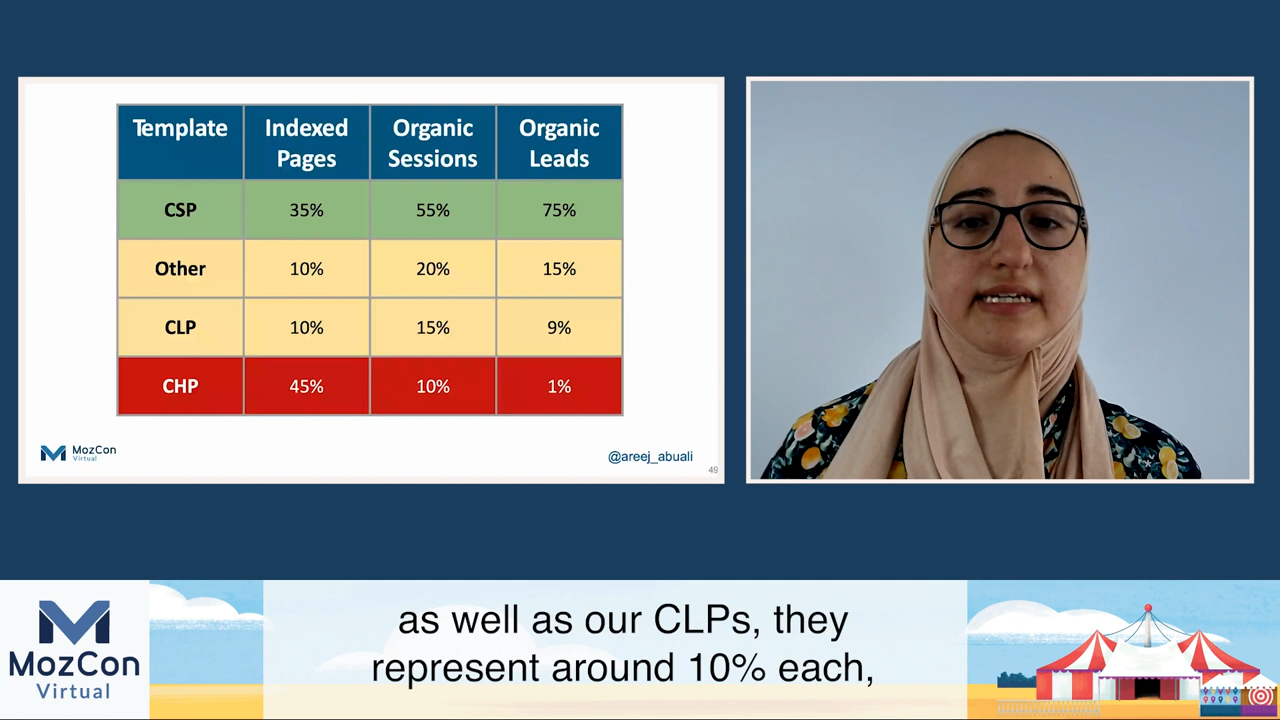 Template Indexed Pages Organic Sessions Organic Leads
CSP 35% 55% 75%
Other 10% 20% 15%
CLP 10% 15% 9%
CHP 45% 10% 1%
MozCon
Virtual
@areej_abuali
49
MozCon
Virtual
as well as our CLPs, they
represent around 10% each,